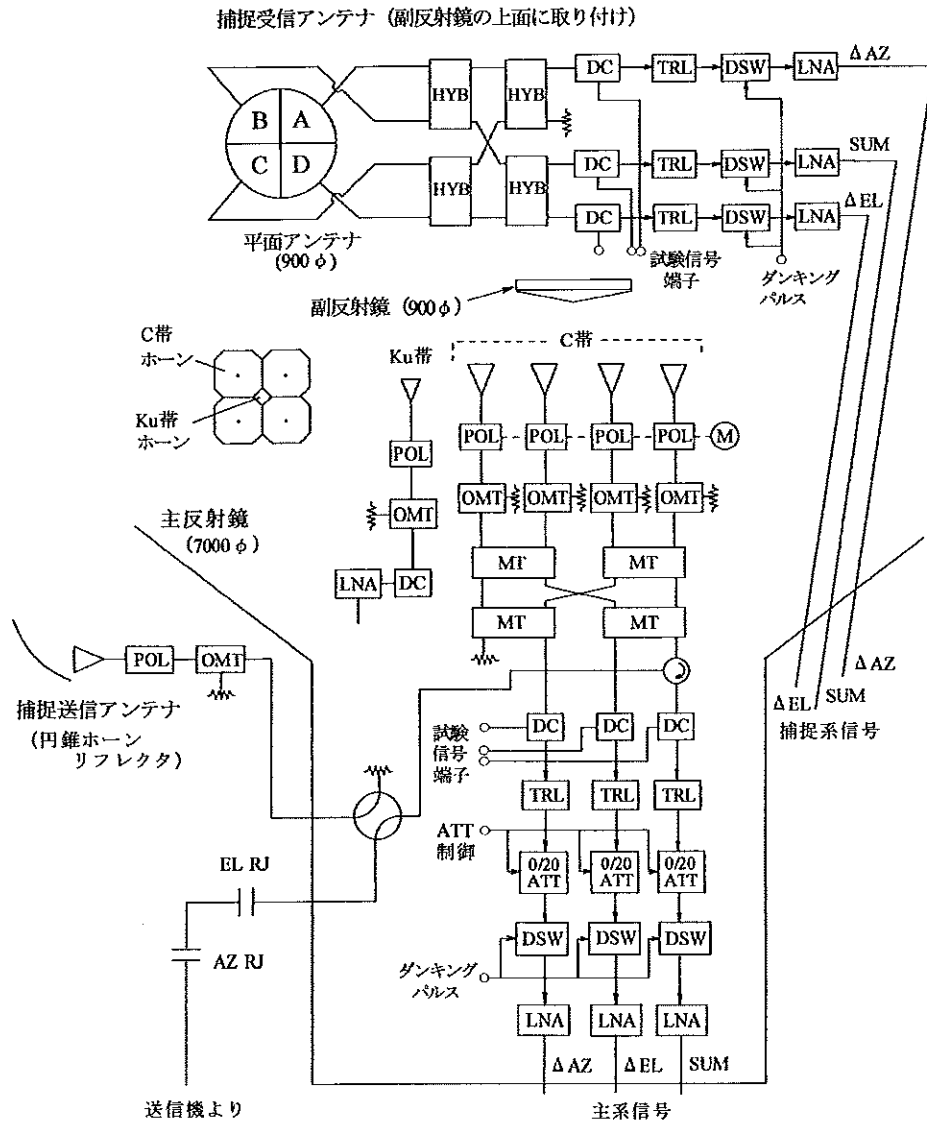 捕捉受信アンテナ (副反射鏡の上面に取り付け)
B A
C D
HYB HYB DC TRL DSW LNA ΔAZ
HYB HYB DC TRL DSW LNA SUM
DC TRL DSW LNA ΔEL
平面アンテナ
(900φ)
試験信号
端子
ダンキング
パルス
副反射鏡 (900φ)
C帯
ホーン
Ku帯
ホーン
Ku帯
POL
OMT
LNA DC
C帯
POL POL POL POL M
OMT OMT OMT OMT
MT MT
MT MT
主反射鏡
(7000φ)
POL OMT
捕捉送信アンテナ
(円錐ホーン
リフレクタ)
ΔEL SUM ΔAZ
捕捉系信号
試験
信号
端子
DC DC DC
TRL TRL TRL
ATT
制御
0/20
ATT
0/20
ATT
0/20
ATT
DSW DSW DSW
ダンキング
パルス
LNA LNA LNA
ΔAZ ΔEL SUM
主系信号
EL RJ
AZ RJ
送信機より